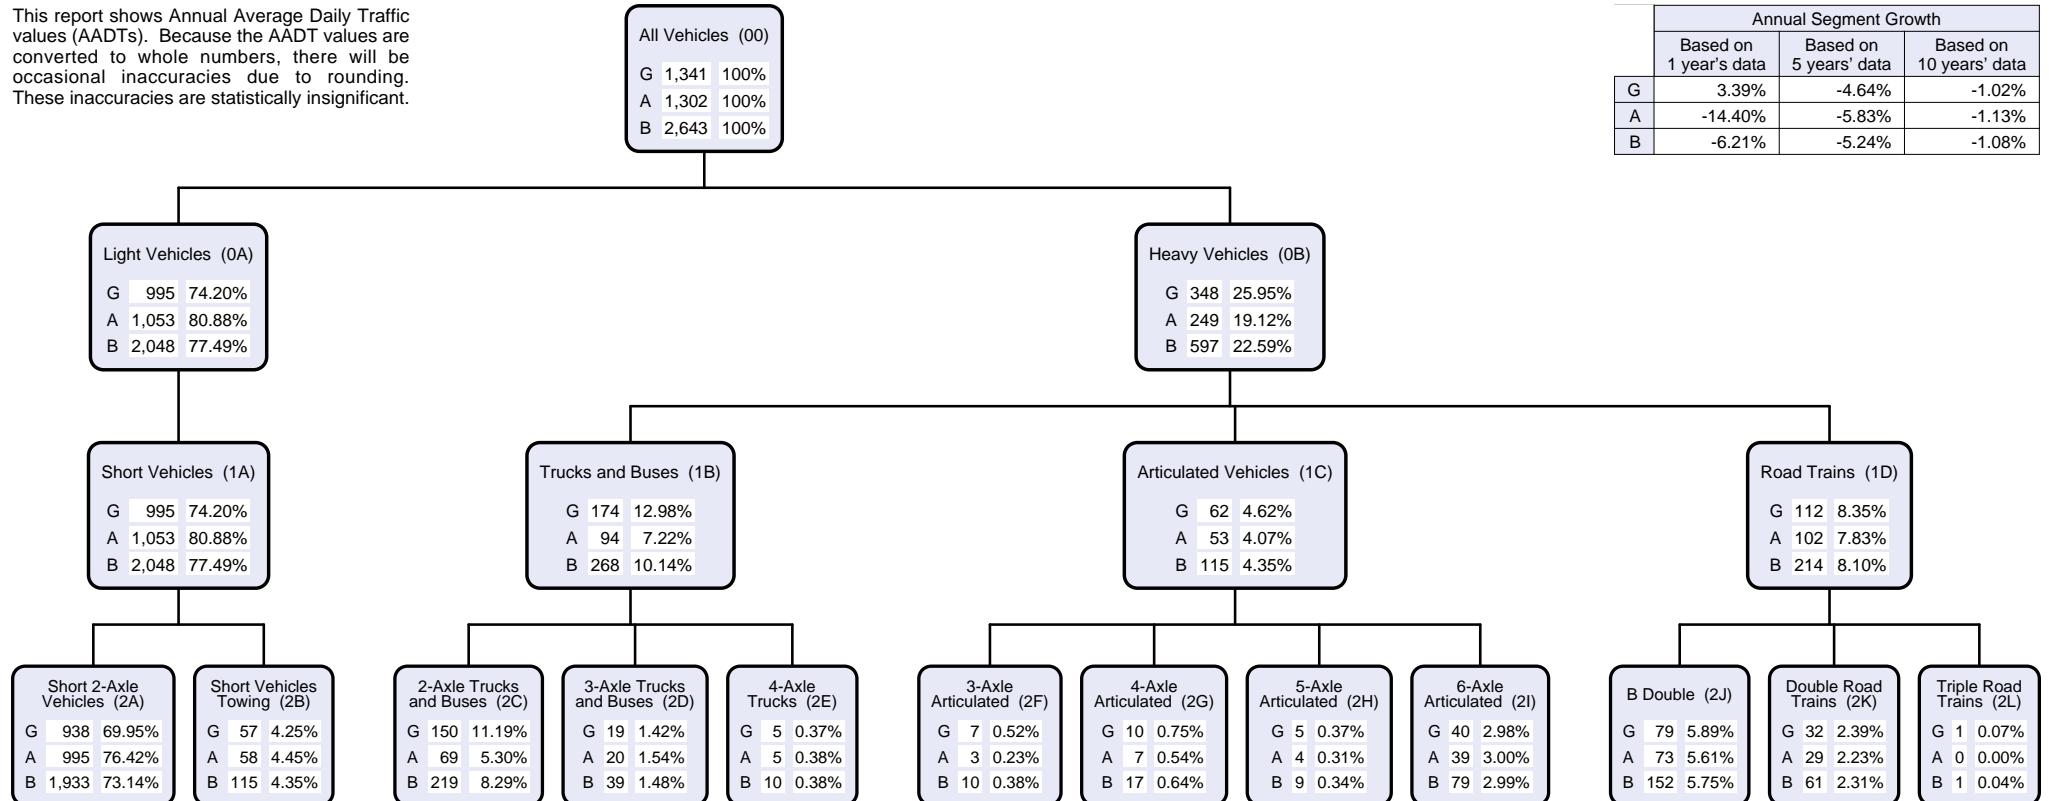 This report shows Annual Average Daily Traffic
values (AADTs). Because the AADT values are
converted to whole numbers, there will be
occasional inaccuracies due to rounding.
These inaccuracies are statistically insignificant.
All Vehicles (00)
G 1,341 100%
A 1,302 100%
B 2,643 100%
Annual Segment Growth
Based on 1 year's data
Based on 5 years' data
Based on 10 years' data
G 3.39% -4.64% -1.02%
A -14.40% -5.83% -1.13%
B -6.21% -5.24% -1.08%
Light Vehicles (0A)
G 995 74.20%
A 1,053 80.88%
B 2,048 77.49%
Heavy Vehicles (0B)
G 348 25.95%
A 249 19.12%
B 597 22.59%
Short Vehicles (1A)
G 995 74.20%
A 1,053 80.88%
B 2,048 77.49%
Trucks and Buses (1B)
G 174 12.98%
A 94 7.22%
B 268 10.14%
Articulated Vehicles (1C)
G 62 4.62%
A 53 4.07%
B 115 4.35%
Road Trains (1D)
G 112 8.35%
A 102 7.83%
B 214 8.10%
Short 2-Axle
Vehicles (2A)
G 938 69.95%
A 995 76.42%
B 1,933 73.14%
Short Vehicles
Towing (2B)
G 57 4.25%
A 58 4.45%
B 115 4.35%
2-Axle Trucks
and Buses (2C)
G 150 11.19%
A 69 5.30%
B 219 8.29%
3-Axle Trucks
and Buses (2D)
G 19 1.42%
A 20 1.54%
B 39 1.48%
4-Axle
Trucks (2E)
G 5 0.37%
A 5 0.38%
B 10 0.38%
3-Axle
Articulated (2F)
G 7 0.52%
A 3 0.23%
B 10 0.38%
4-Axle
Articulated (2G)
G 10 0.75%
A 7 0.54%
B 17 0.64%
5-Axle
Articulated (2H)
G 5 0.37%
A 4 0.31%
B 9 0.34%
6-Axle
Articulated (2I)
G 40 2.98%
A 39 3.00%
B 79 2.99%
B Double (2J)
G 79 5.89%
A 73 5.61%
B 152 5.75%
Double Road
Trains (2K)
G 32 2.39%
A 29 2.23%
B 61 2.31%
Triple Road
Trains (2L)
G 1 0.07%
A 0 0.00%
B 1 0.04%